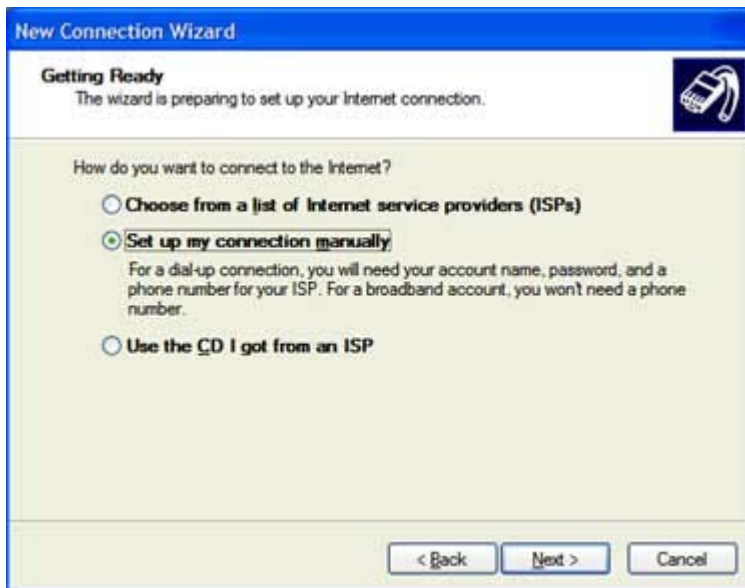 New Connection Wizard
Getting Ready
The wizard is preparing to set up your Internet connection.
How do you want to connect to the Internet?
Choose from a list of Internet service providers (ISPs)
Set up my connection manually
For a dial-up connection, you will need your account name, password, and a
phone number for your ISP. For a broadband account, you won't need a phone
number.
Use the CD I got from an ISP
< Back Next > Cancel